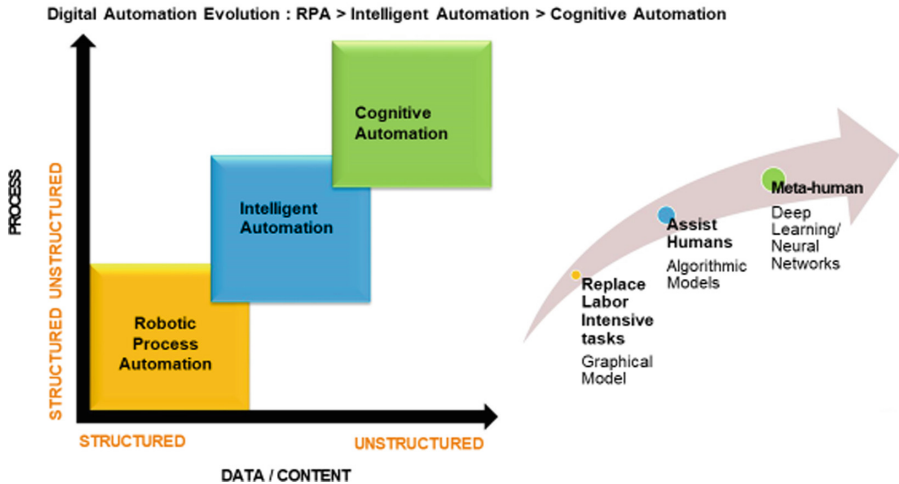 Digital Automation Evolution : RPA > Intelligent Automation > Cognitive Automation
PROCESS
STRUCTURED UNSTRUCTURED
Cognitive
Automation
Intelligent
Automation
Robotic
Process
Automation
STRUCTURED
UNSTRUCTURED
DATA / CONTENT
Meta-human
Deep
Learning/
Neural
Networks
Assist
Humans
Algorithmic
Models
Replace
Labor
Intensive
tasks
Graphical
Model